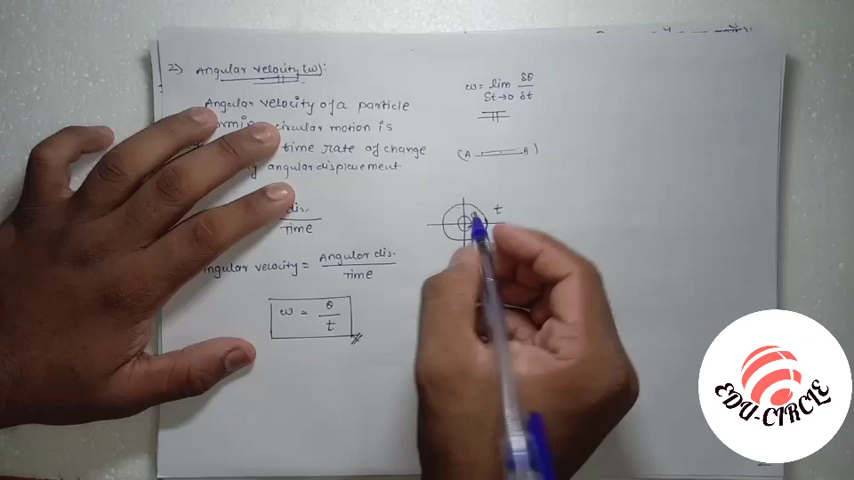 2) Angular velocity (ω):
Angular velocity of a particle
circular motion is
time rate of change
angular displacement.
dis.
Time
Angular velocity = Angular dis.
Time
ω = θ
t
ω = lim δθ
δt→0 δt
(A B)
t
EDU-CIRCLE